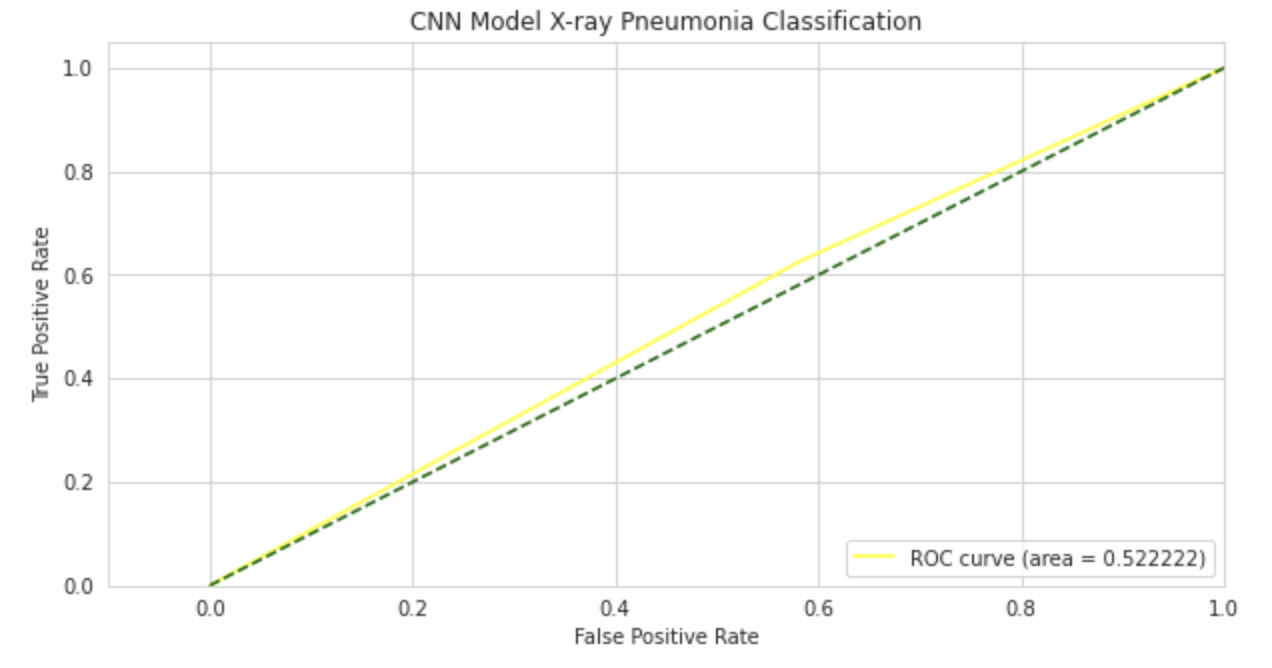 CNN Model X-ray Pneumonia Classification
1.0
0.8
0.6
0.4
0.2
0.0
True Positive Rate
ROC curve (area = 0.522222)
0.0 0.2 0.4 0.6 0.8 1.0
False Positive Rate